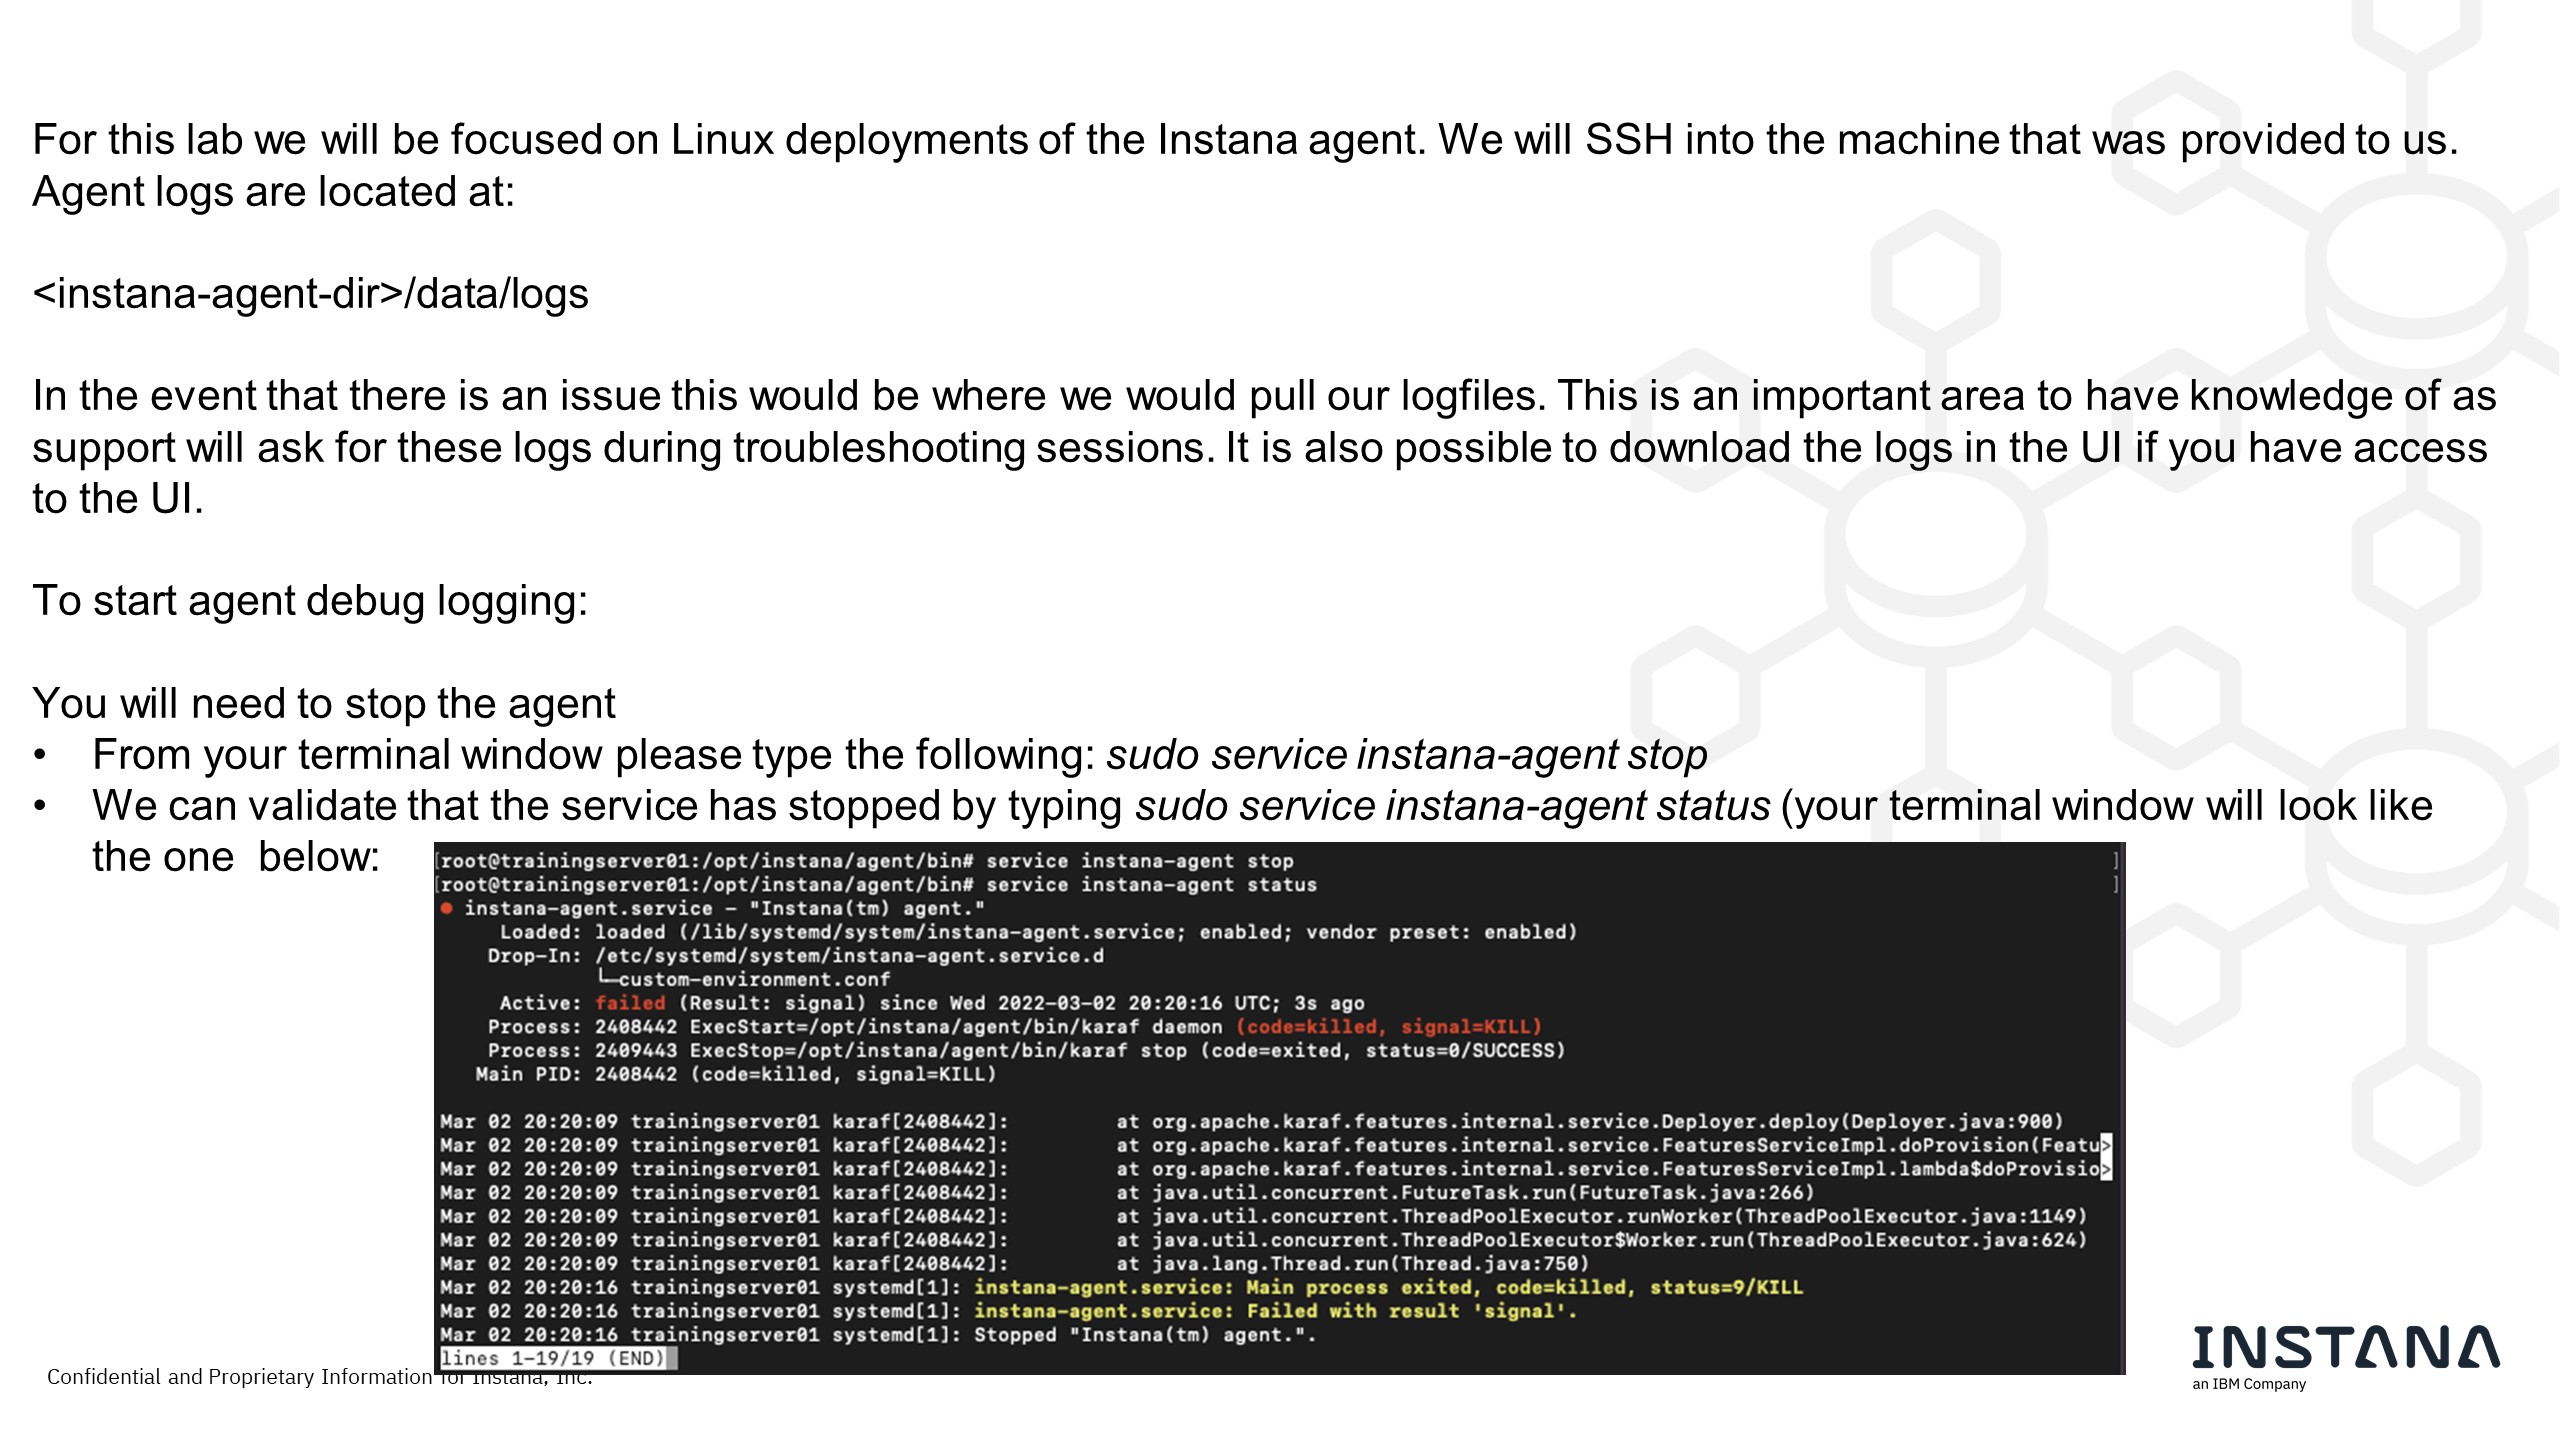 For this lab we will be focused on Linux deployments of the Instana agent. We will SSH into the machine that was provided to us.
Agent logs are located at:
<instana-agent-dir>/data/logs
In the event that there is an issue this would be where we would pull our logfiles. This is an important area to have knowledge of as
support will ask for these logs during troubleshooting sessions. It is also possible to download the logs in the UI if you have access
to the UI.
To start agent debug logging:
You will need to stop the agent
• From your terminal window please type the following: sudo service instana-agent stop
• We can validate that the service has stopped by typing sudo service instana-agent status (your terminal window will look like
the one  below:
[root@trainingserver01:/opt/instana/agent/bin# service instana-agent stop ]
[root@trainingserver01:/opt/instana/agent/bin# service instana-agent status ]
● instana-agent.service – "Instana(tm) agent."
Loaded: loaded (/lib/systemd/system/instana-agent.service; enabled; vendor preset: enabled)
Drop-In: /etc/systemd/system/instana-agent.service.d
└─custom-environment.conf
Active: failed (Result: signal) since Wed 2022-03-02 20:20:16 UTC; 3s ago
Process: 2408442 ExecStart=/opt/instana/agent/bin/karaf daemon (code=killed, signal=KILL)
Process: 2409443 ExecStop=/opt/instana/agent/bin/karaf stop (code=exited, status=0/SUCCESS)
Main PID: 2408442 (code=killed, signal=KILL)
Mar 02 20:20:09 trainingserver01 karaf[2408442]: at org.apache.karaf.features.internal.service.Deployer.deploy(Deployer.java:900)
Mar 02 20:20:09 trainingserver01 karaf[2408442]: at org.apache.karaf.features.internal.service.FeaturesServiceImpl.doProvision(Featu>
Mar 02 20:20:09 trainingserver01 karaf[2408442]: at org.apache.karaf.features.internal.service.FeaturesServiceImpl.lambda$doProvisio>
Mar 02 20:20:09 trainingserver01 karaf[2408442]: at java.util.concurrent.FutureTask.run(FutureTask.java:266)
Mar 02 20:20:09 trainingserver01 karaf[2408442]: at java.util.concurrent.ThreadPoolExecutor.runWorker(ThreadPoolExecutor.java:1149)
Mar 02 20:20:09 trainingserver01 karaf[2408442]: at java.util.concurrent.ThreadPoolExecutor$Worker.run(ThreadPoolExecutor.java:624)
Mar 02 20:20:09 trainingserver01 karaf[2408442]: at java.lang.Thread.run(Thread.java:750)
Mar 02 20:20:16 trainingserver01 systemd[1]: instana-agent.service: Main process exited, code=killed, status=9/KILL
Mar 02 20:20:16 trainingserver01 systemd[1]: instana-agent.service: Failed with result 'signal'.
Mar 02 20:20:16 trainingserver01 systemd[1]: Stopped "Instana(tm) agent.".
lines 1-19/19 (END)
Confidential and Proprietary Information for Instana, Inc.
INSTANA
an IBM Company